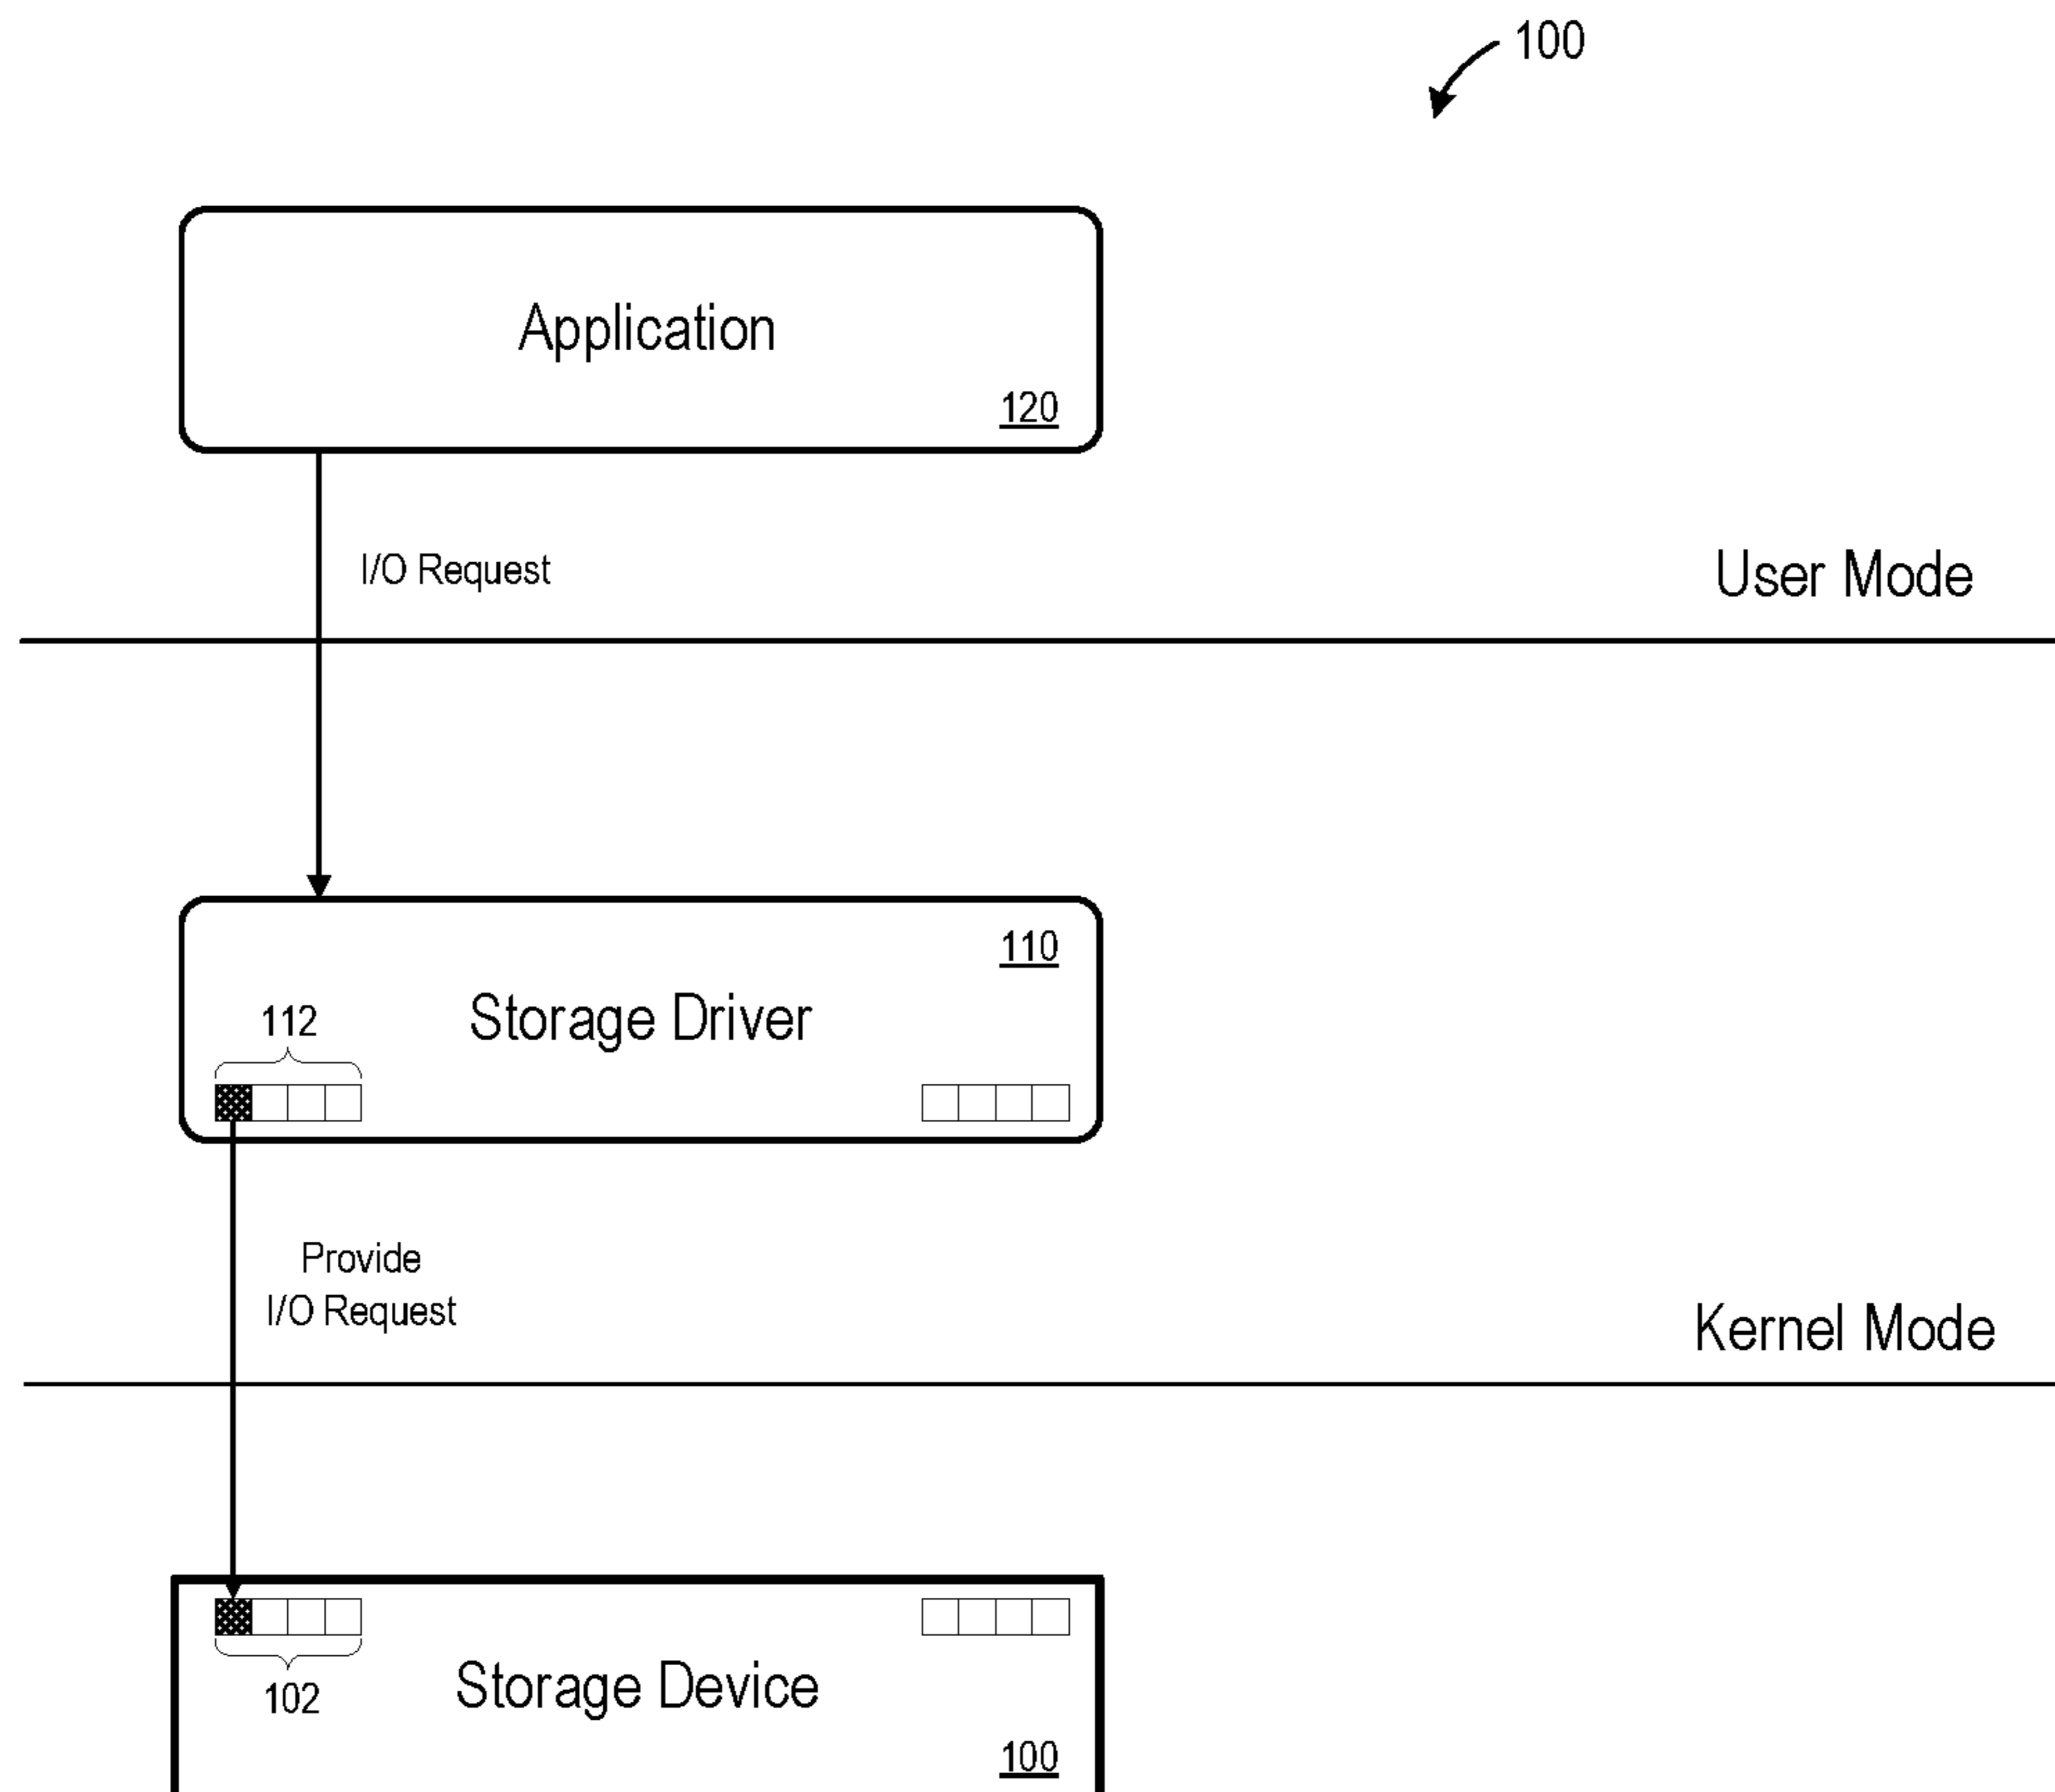 100
Application
120
I/O Request
User Mode
110
112
Storage Driver
Provide
I/O Request
Kernel Mode
102
Storage Device
100